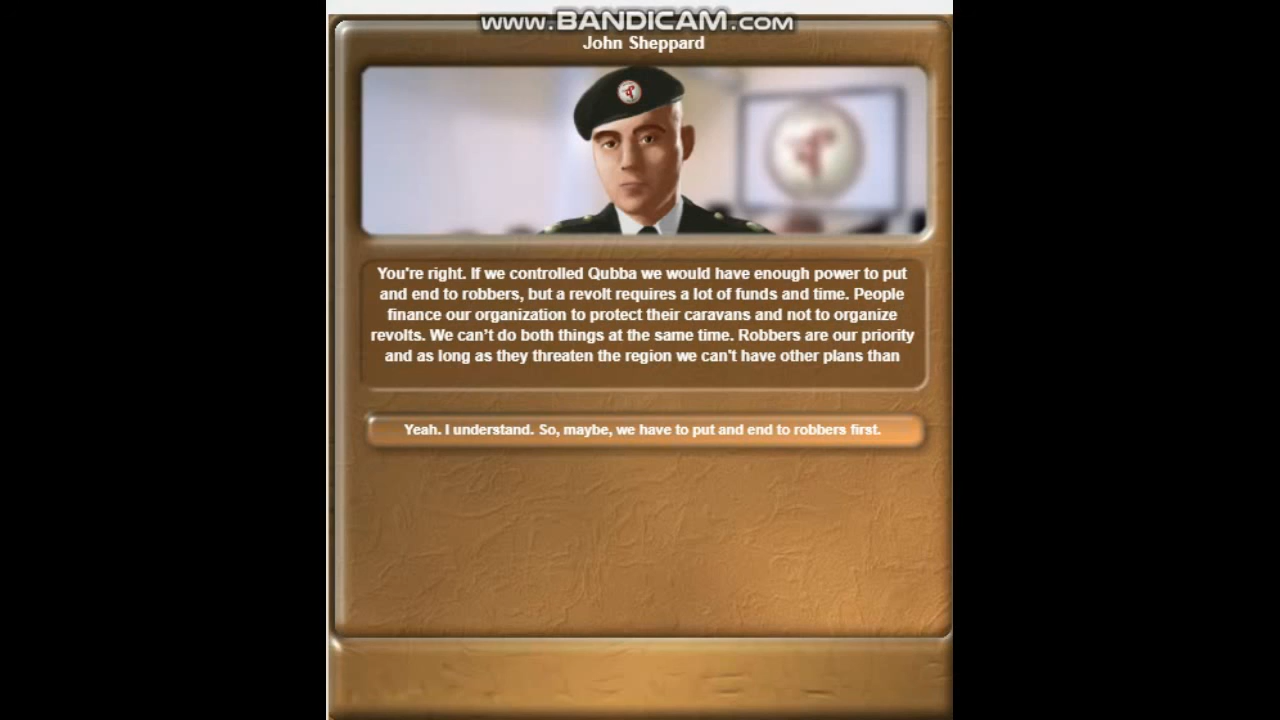 www.BANDICAM.com
John Sheppard
You're right. If we controlled Qubba we would have enough power to put
and end to robbers, but a revolt requires a lot of funds and time. People
finance our organization to protect their caravans and not to organize
revolts. We can't do both things at the same time. Robbers are our priority
and as long as they threaten the region we can't have other plans than
Yeah. I understand. So, maybe, we have to put and end to robbers first.